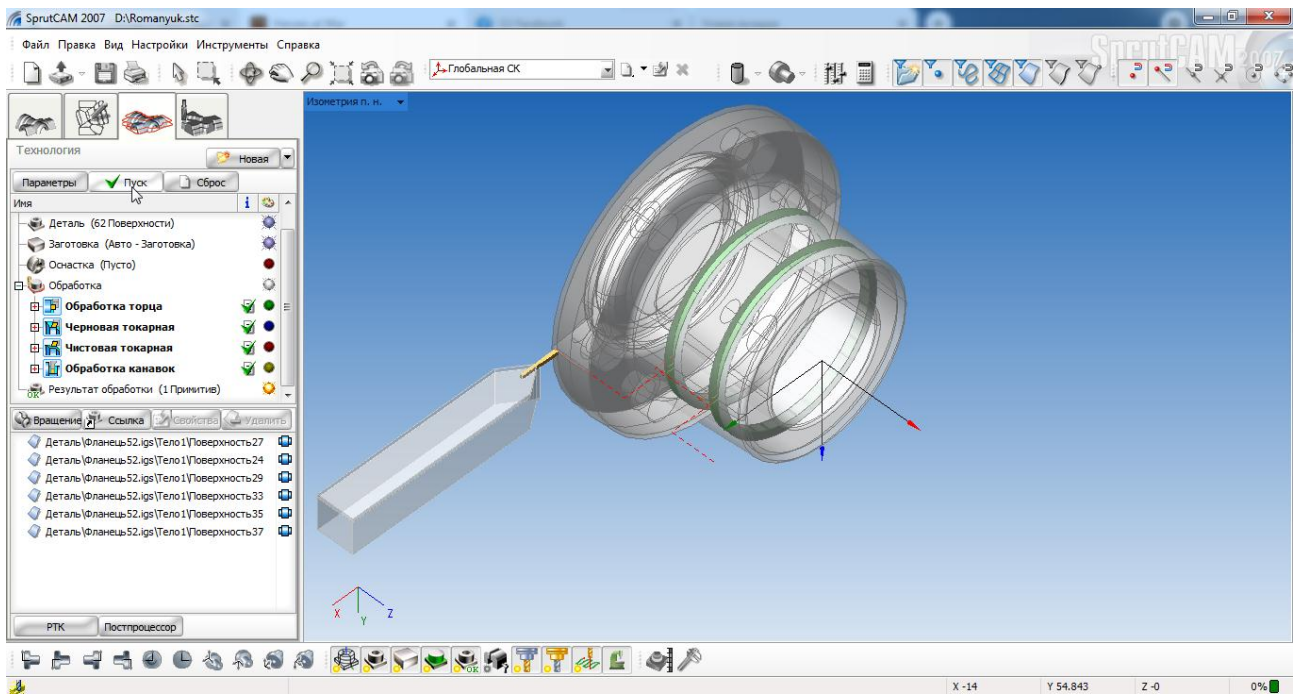 SprutCAM 2007 D:\Romanyuk.stc
Файл Правка Вид Настройки Инструменты Справка
SprutCAM 2007
Глобальная СК
Изометрия п. н.
Технология
Новая
Параметры Пуск Сброс
Имя
Деталь (62 Поверхности)
Заготовка (Авто - Заготовка)
Оснастка (Пусто)
Обработка
Обработка торца
Черновая токарная
Чистовая токарная
Обработка канавок
Результат обработки (1 Примитив)
Вращение Ссылка Свойства Удалить
Деталь\Фланець52.igs\Тело1\Поверхность27
Деталь\Фланець52.igs\Тело1\Поверхность24
Деталь\Фланець52.igs\Тело1\Поверхность29
Деталь\Фланець52.igs\Тело1\Поверхность33
Деталь\Фланець52.igs\Тело1\Поверхность35
Деталь\Фланець52.igs\Тело1\Поверхность37
X Y Z
РТК Постпроцессор
X -14 Y 54.843 Z -0 0%